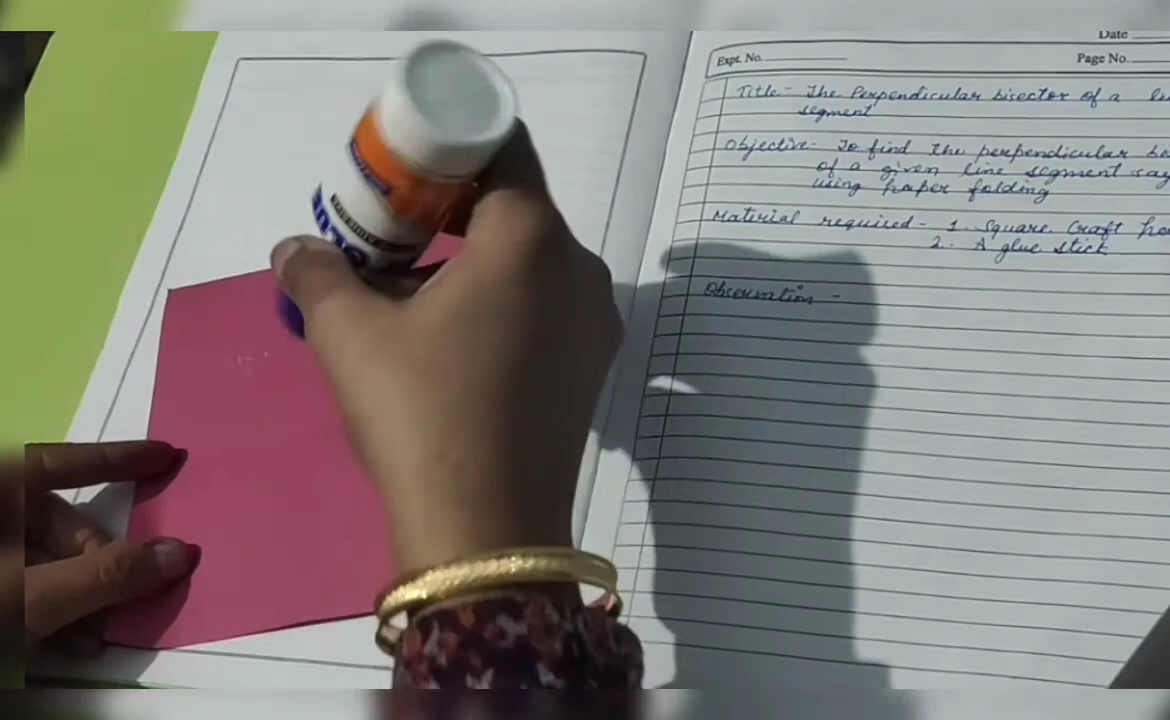 Date
Expt. No.
Page No.
Title:- The Perpendicular bisector of a
segment
Objective:- To find the perpendicular
of a given line segment say
using paper folding
Material required - 1. Square Craft
2. A glue stick
Observation -